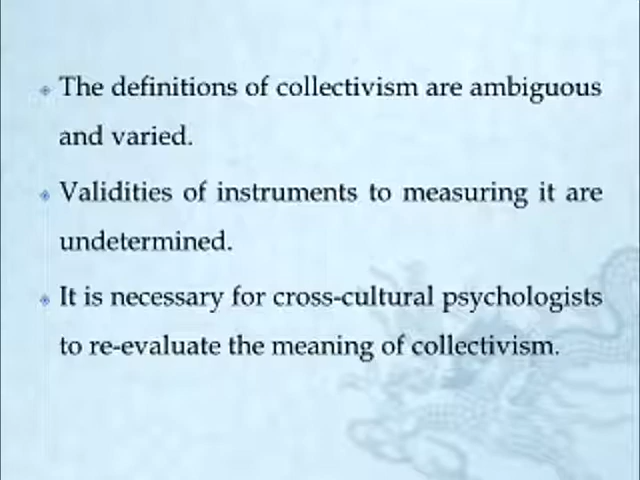 The definitions of collectivism are ambiguous
and varied.
Validities of instruments to measuring it are
undetermined.
It is necessary for cross-cultural psychologists
to re-evaluate the meaning of collectivism.